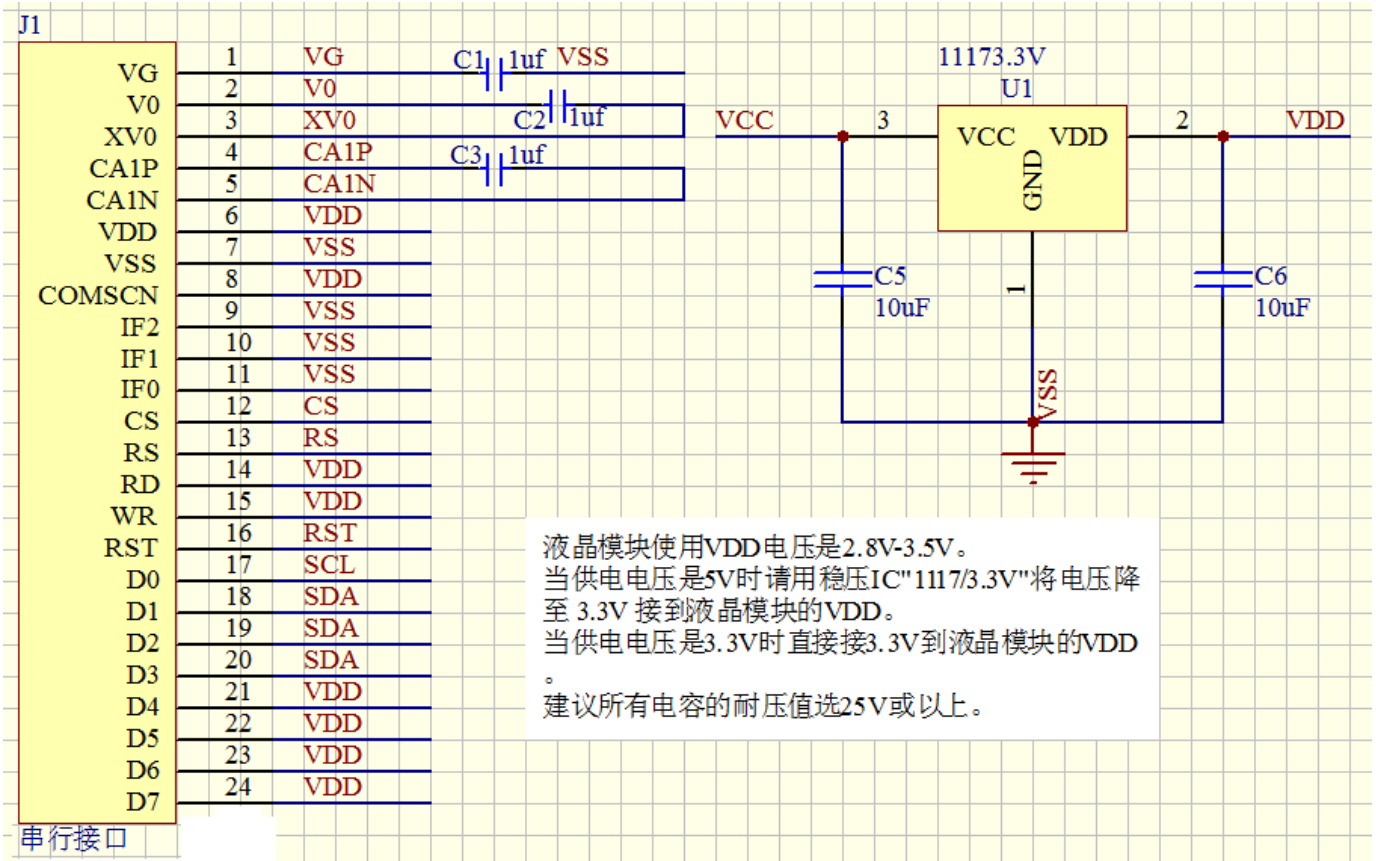 J1
VG 1 VG C1 1uf VSS
V0 2 V0
XV0 3 XV0 C2 1uf
CA1P 4 CA1P C3 1uf
CA1N 5 CA1N
VDD 6 VDD
VSS 7 VSS
COMSCN 8 VDD
IF2 9 VSS
IF1 10 VSS
IF0 11 VSS
CS 12 CS
RS 13 RS
RD 14 VDD
WR 15 VDD
RST 16 RST
D0 17 SCL
D1 18 SDA
D2 19 SDA
D3 20 SDA
D4 21 VDD
D5 22 VDD
D6 23 VDD
D7 24 VDD
串行接口
11173.3V
U1
VCC 3 VCC VDD 2 VDD
GND
1
C5
10uF
C6
10uF
VSS
液晶模块使用VDD电压是2.8V-3.5V。
当供电电压是5V时请用稳压IC"1117/3.3V"将电压降
至 3.3V 接到液晶模块的VDD。
当供电电压是3.3V时直接接3.3V到液晶模块的VDD
。
建议所有电容的耐压值选25V或以上。